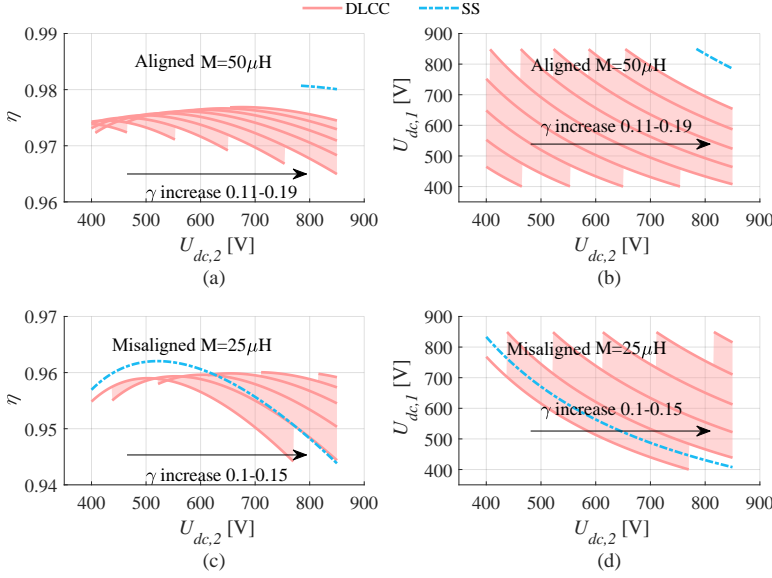 DLCC SS
0.99
0.98
0.97
0.96
η
Aligned M=50μH
γ increase 0.11-0.19
400 500 600 700 800 900
U_dc,2 [V]
(a)
900
800
700
600
500
400
U_dc,1 [V]
Aligned M=50μH
γ increase 0.11-0.19
400 500 600 700 800 900
U_dc,2 [V]
(b)
0.97
0.96
0.95
0.94
η
Misaligned M=25μH
γ increase 0.1-0.15
400 500 600 700 800 900
U_dc,2 [V]
(c)
900
800
700
600
500
400
U_dc,1 [V]
Misaligned M=25μH
γ increase 0.1-0.15
400 500 600 700 800 900
U_dc,2 [V]
(d)